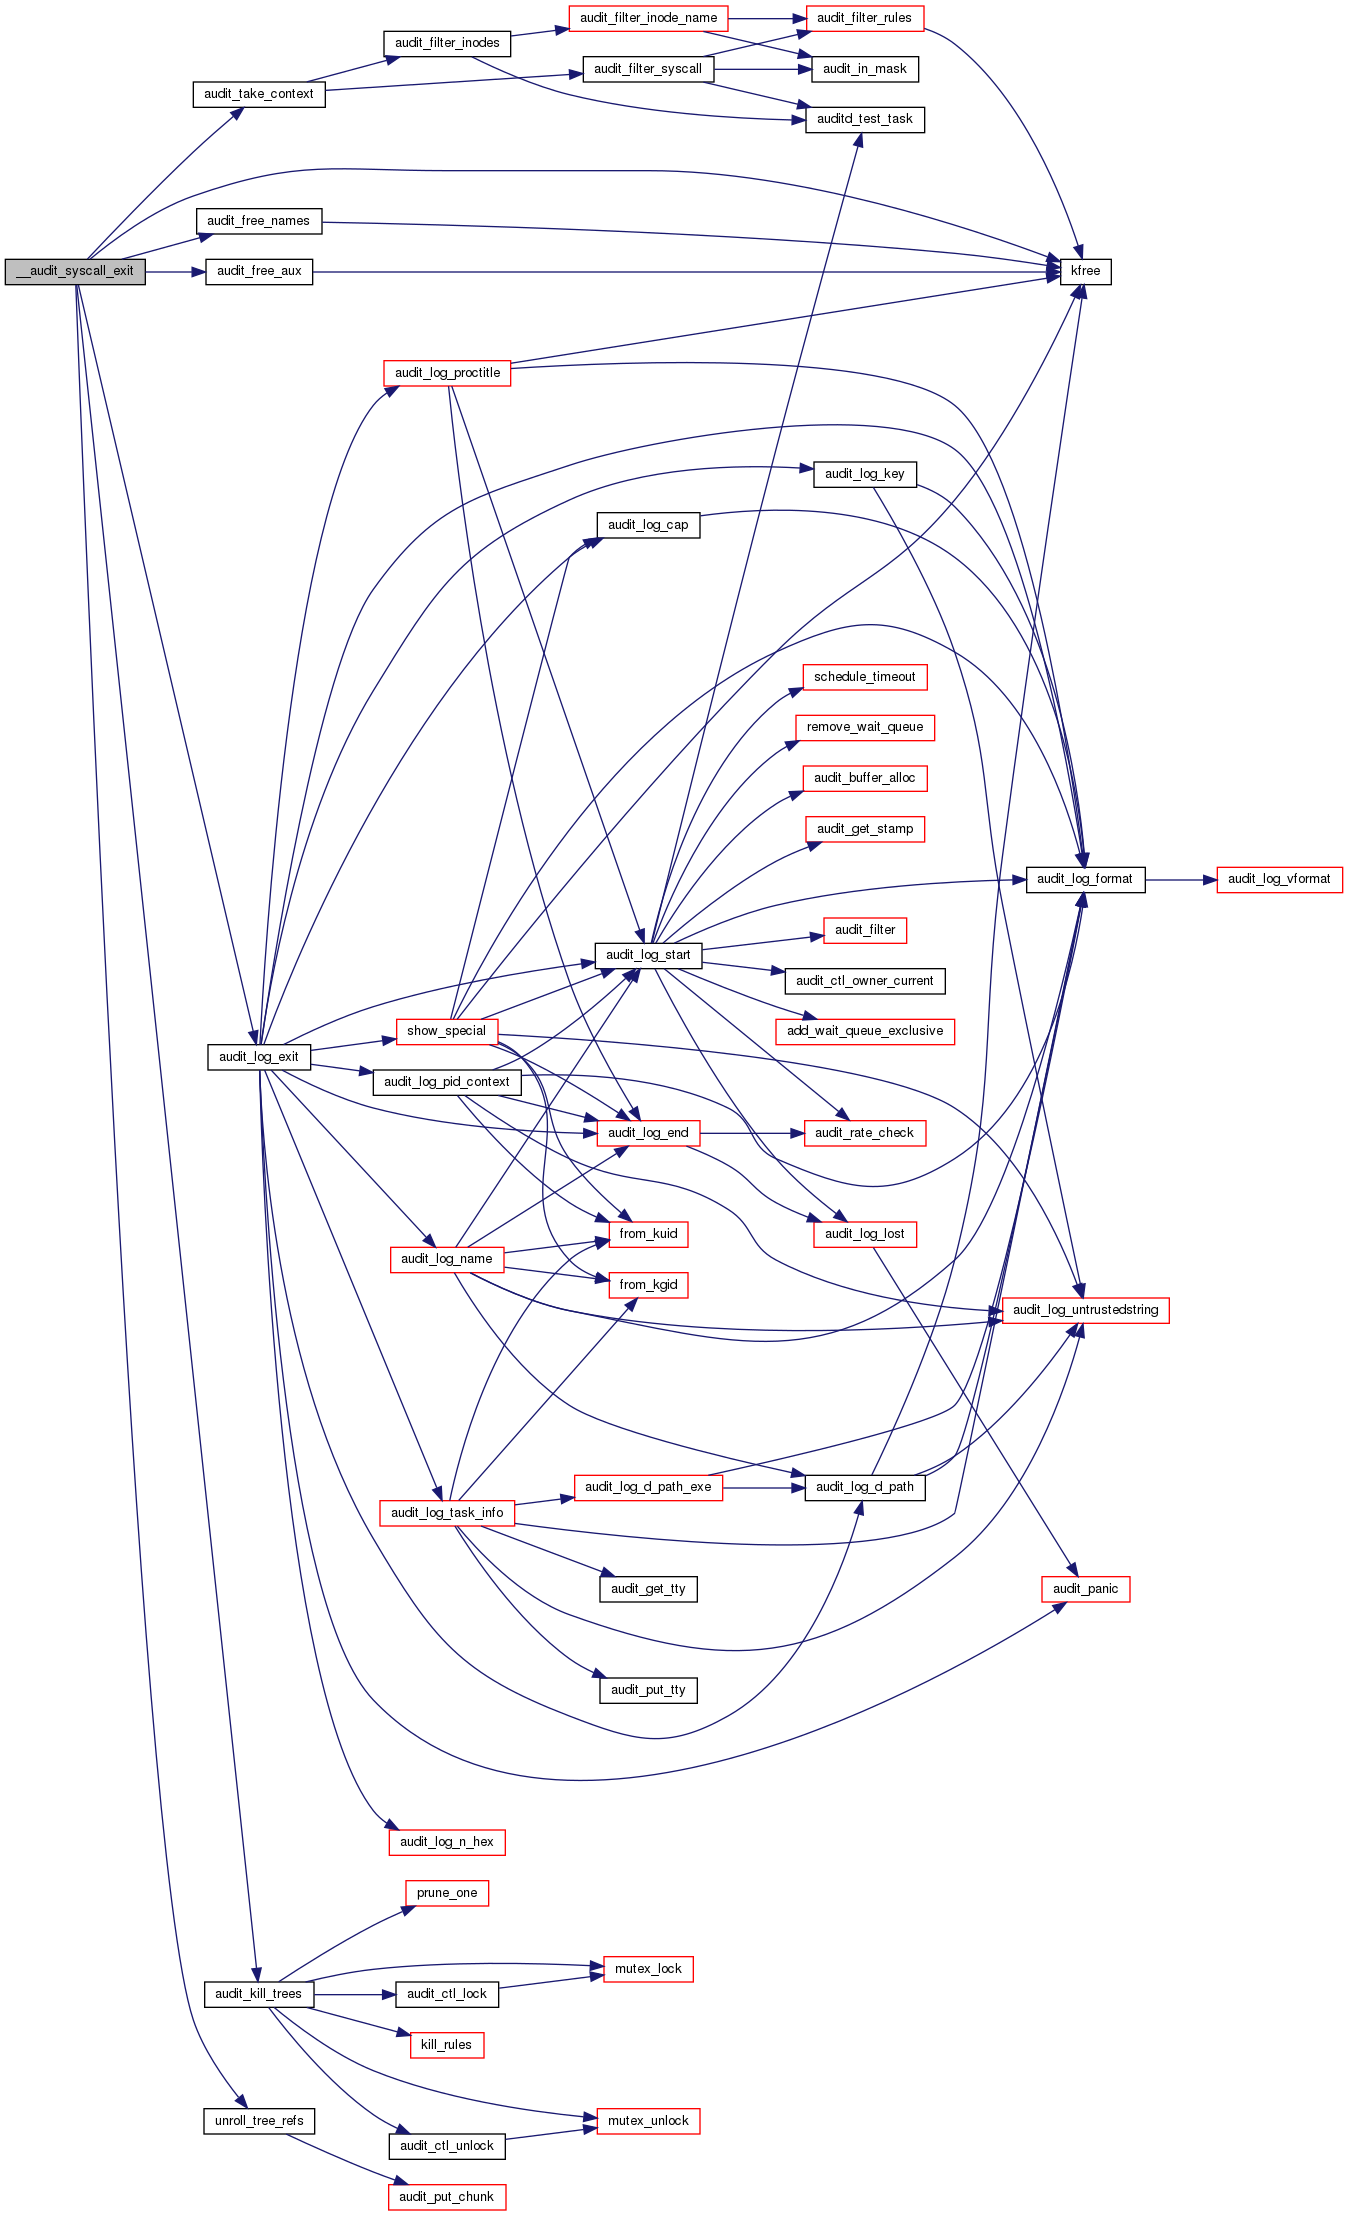 audit_filter_inode_name
audit_filter_rules
audit_filter_inodes
audit_filter_syscall
audit_in_mask
audit_take_context
auditd_test_task
audit_free_names
__audit_syscall_exit
audit_free_aux
kfree
audit_log_proctitle
audit_log_key
audit_log_cap
schedule_timeout
remove_wait_queue
audit_buffer_alloc
audit_get_stamp
audit_log_format
audit_log_vformat
audit_filter
audit_log_start
audit_ctl_owner_current
show_special
add_wait_queue_exclusive
audit_log_exit
audit_log_pid_context
audit_log_end
audit_rate_check
from_kuid
audit_log_lost
audit_log_name
from_kgid
audit_log_untrustedstring
audit_log_d_path_exe
audit_log_d_path
audit_log_task_info
audit_get_tty
audit_panic
audit_put_tty
audit_log_n_hex
prune_one
mutex_lock
audit_kill_trees
audit_ctl_lock
kill_rules
unroll_tree_refs
mutex_unlock
audit_ctl_unlock
audit_put_chunk